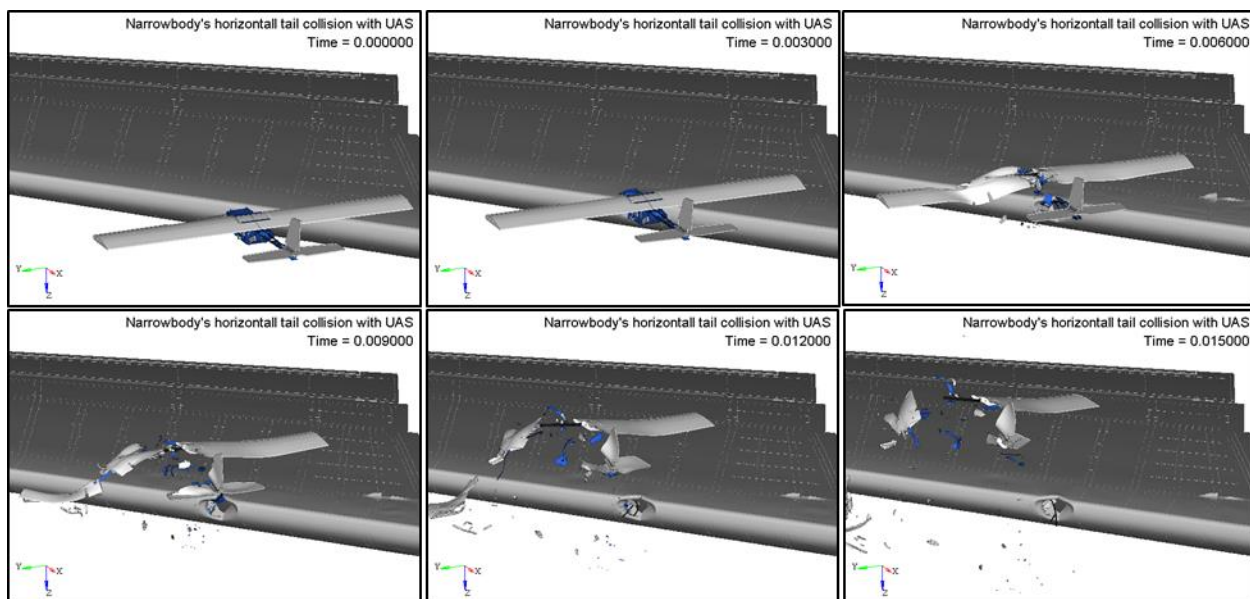 Narrowbody's horizontall tail collision with UAS
Time = 0.000000
Y
X
Z
Narrowbody's horizontall tail collision with UAS
Time = 0.003000
Y
X
Z
Narrowbody's horizontall tail collision with UAS
Time = 0.006000
Y
X
Z
Narrowbody's horizontall tail collision with UAS
Time = 0.009000
Y
X
Z
Narrowbody's horizontall tail collision with UAS
Time = 0.012000
Y
X
Z
Narrowbody's horizontall tail collision with UAS
Time = 0.015000
Y
X
Z